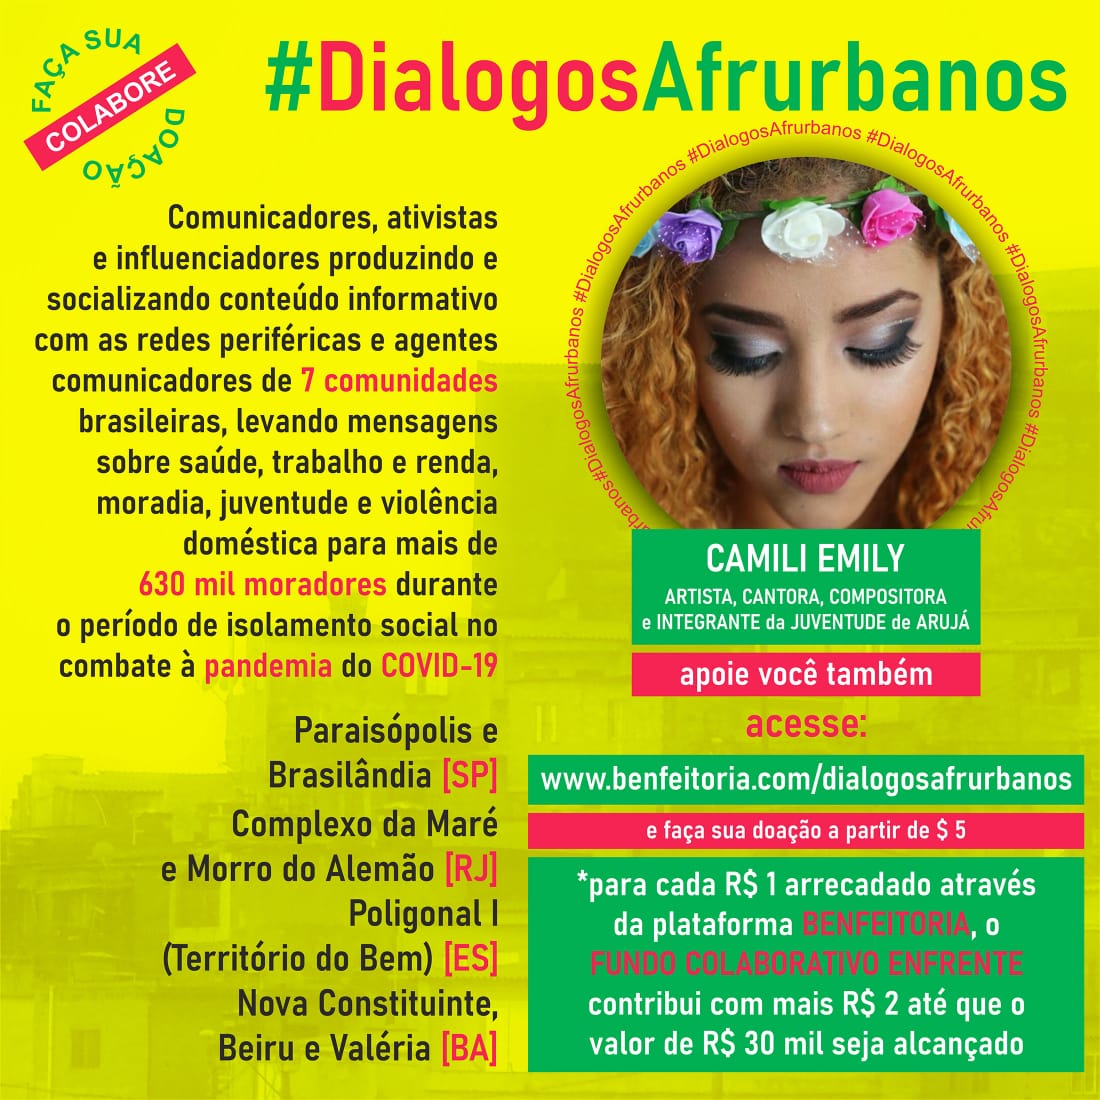 FAÇA SUA
COLABORE
DOAÇÃO
#DialogosAfrurbanos
#DialogosAfrurbanos #DialogosAfrurbanos #DialogosAfrurbanos #DialogosAfrurbanos #DialogosAfrurbanos #DialogosAfrur
Comunicadores, ativistas
e influenciadores produzindo e
socializando conteúdo informativo
com as redes periféricas e agentes
comunicadores de 7 comunidades
brasileiras, levando mensagens
sobre saúde, trabalho e renda,
moradia, juventude e violência
doméstica para mais de
630 mil moradores durante
o período de isolamento social no
combate à pandemia do COVID-19
Paraisópolis e
Brasilândia [SP]
Complexo da Maré
e Morro do Alemão [RJ]
Poligonal I
(Território do Bem) [ES]
Nova Constituinte,
Beiru e Valéria [BA]
CAMILI EMILY
ARTISTA, CANTORA, COMPOSITORA
e INTEGRANTE da JUVENTUDE de ARUJÁ
apoie você também
acesse:
www.benfeitoria.com/dialogosafrurbanos
e faça sua doação a partir de $ 5
*para cada R$ 1 arrecadado através
da plataforma BENFEITORIA, o
FUNDO COLABORATIVO ENFRENTE
contribui com mais R$ 2 até que o
valor de R$ 30 mil seja alcançado